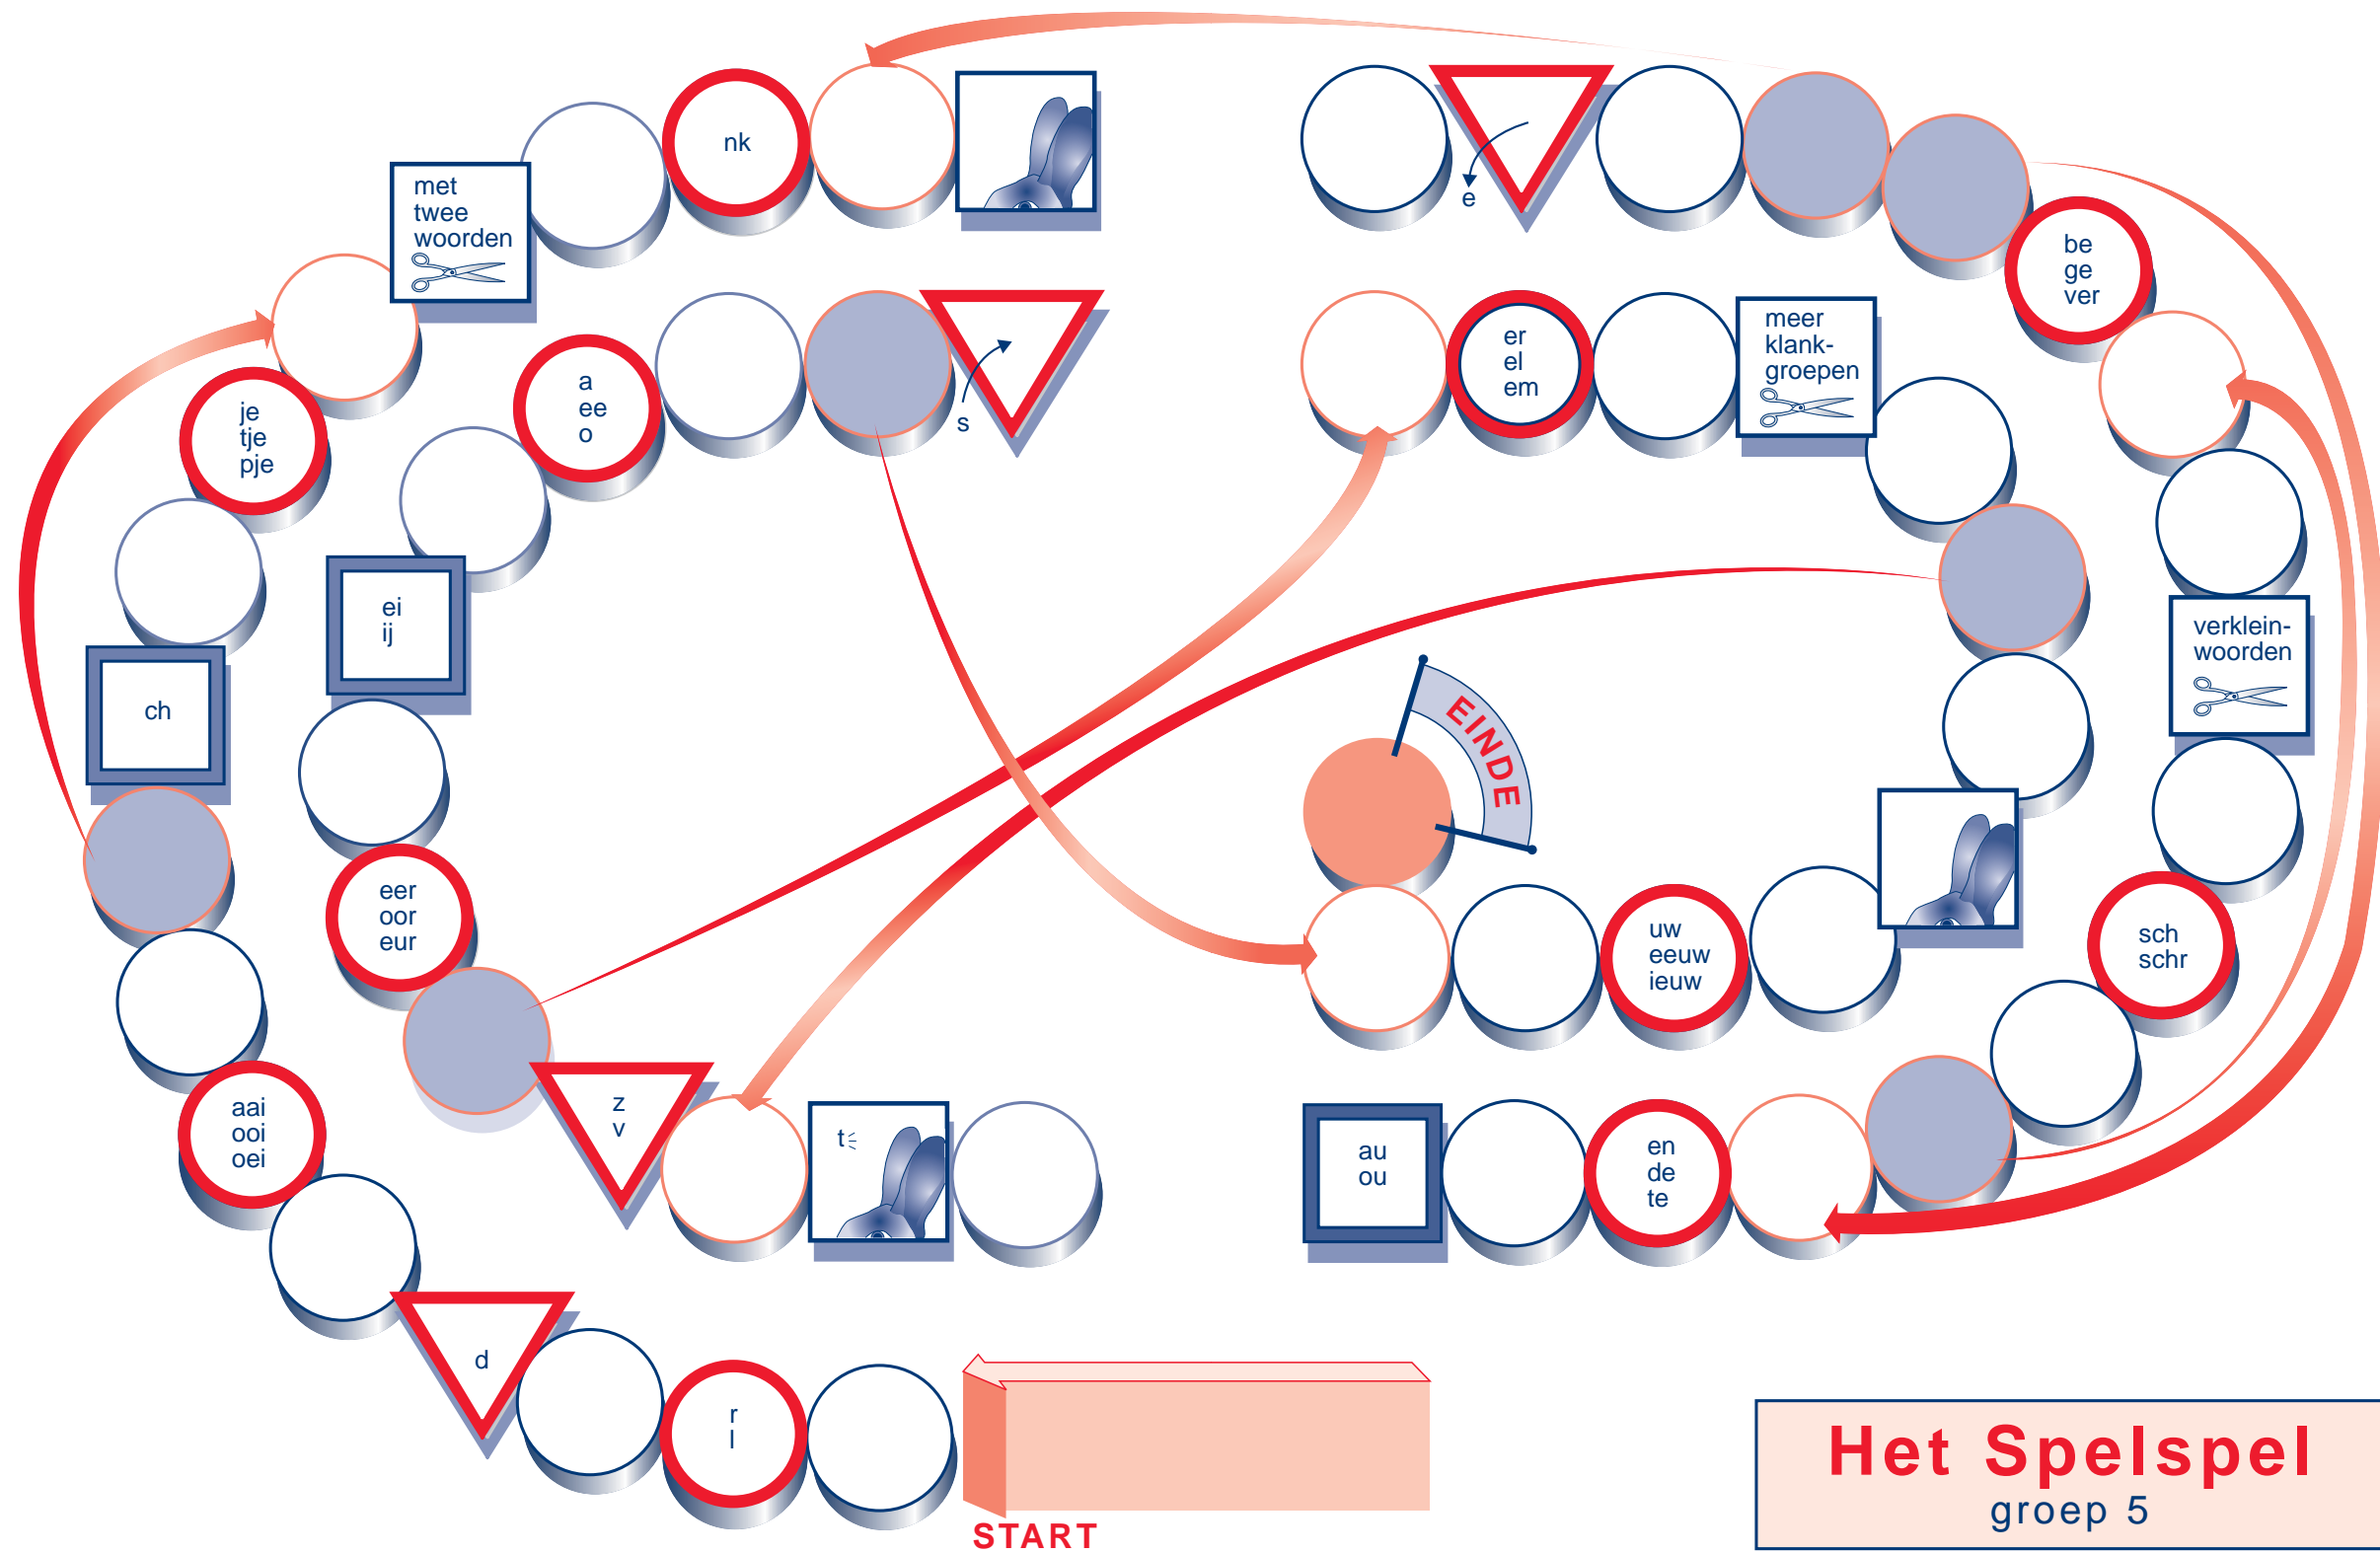 nk
met
twee
woorden
je
tje
pje
a
ee
o
s
ei
ij
ch
eer
oor
eur
z
v
t
aai
ooi
oei
d
r
l
START
e
be
ge
ver
er
el
em
meer
klank-
groepen
verklein-
woorden
EINDE
uw
eeuw
ieuw
sch
schr
au
ou
en
de
te
Het Spelspel
groep 5